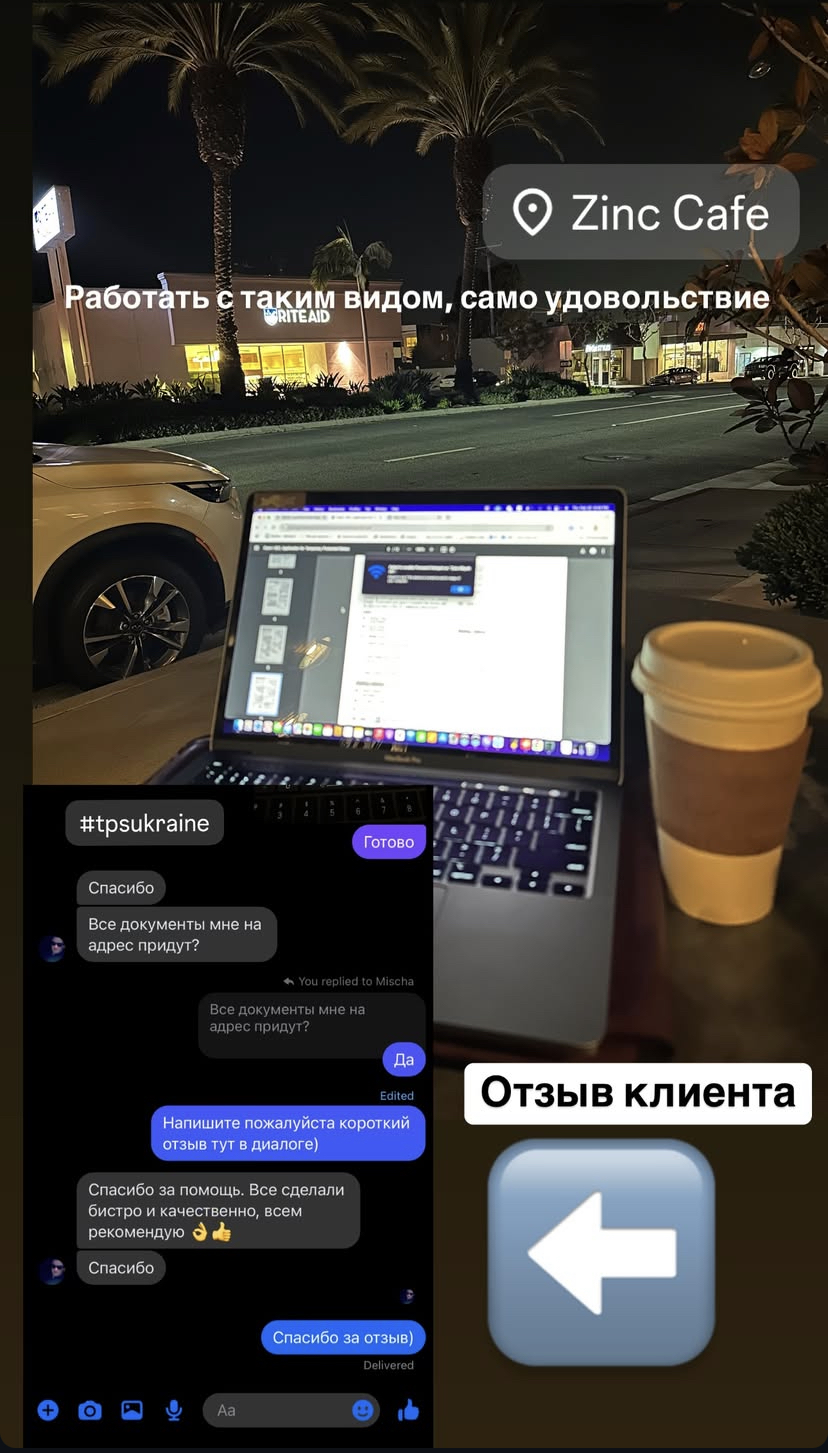 Zinc Cafe
Работать с таким видом, само удовольствие
RITE AID
#tpsukraine
Готово
Спасибо
Все документы мне на
адрес придут?
You replied to Mischa
Все документы мне на
адрес придут?
Да
Edited
Напишите пожалуйста короткий
отзыв тут в диалоге)
Спасибо за помощь. Все сделали
бистро и качественно, всем
рекомендую 👌👍
Спасибо
Отзыв клиента
Спасибо за отзыв)
Delivered
Aa